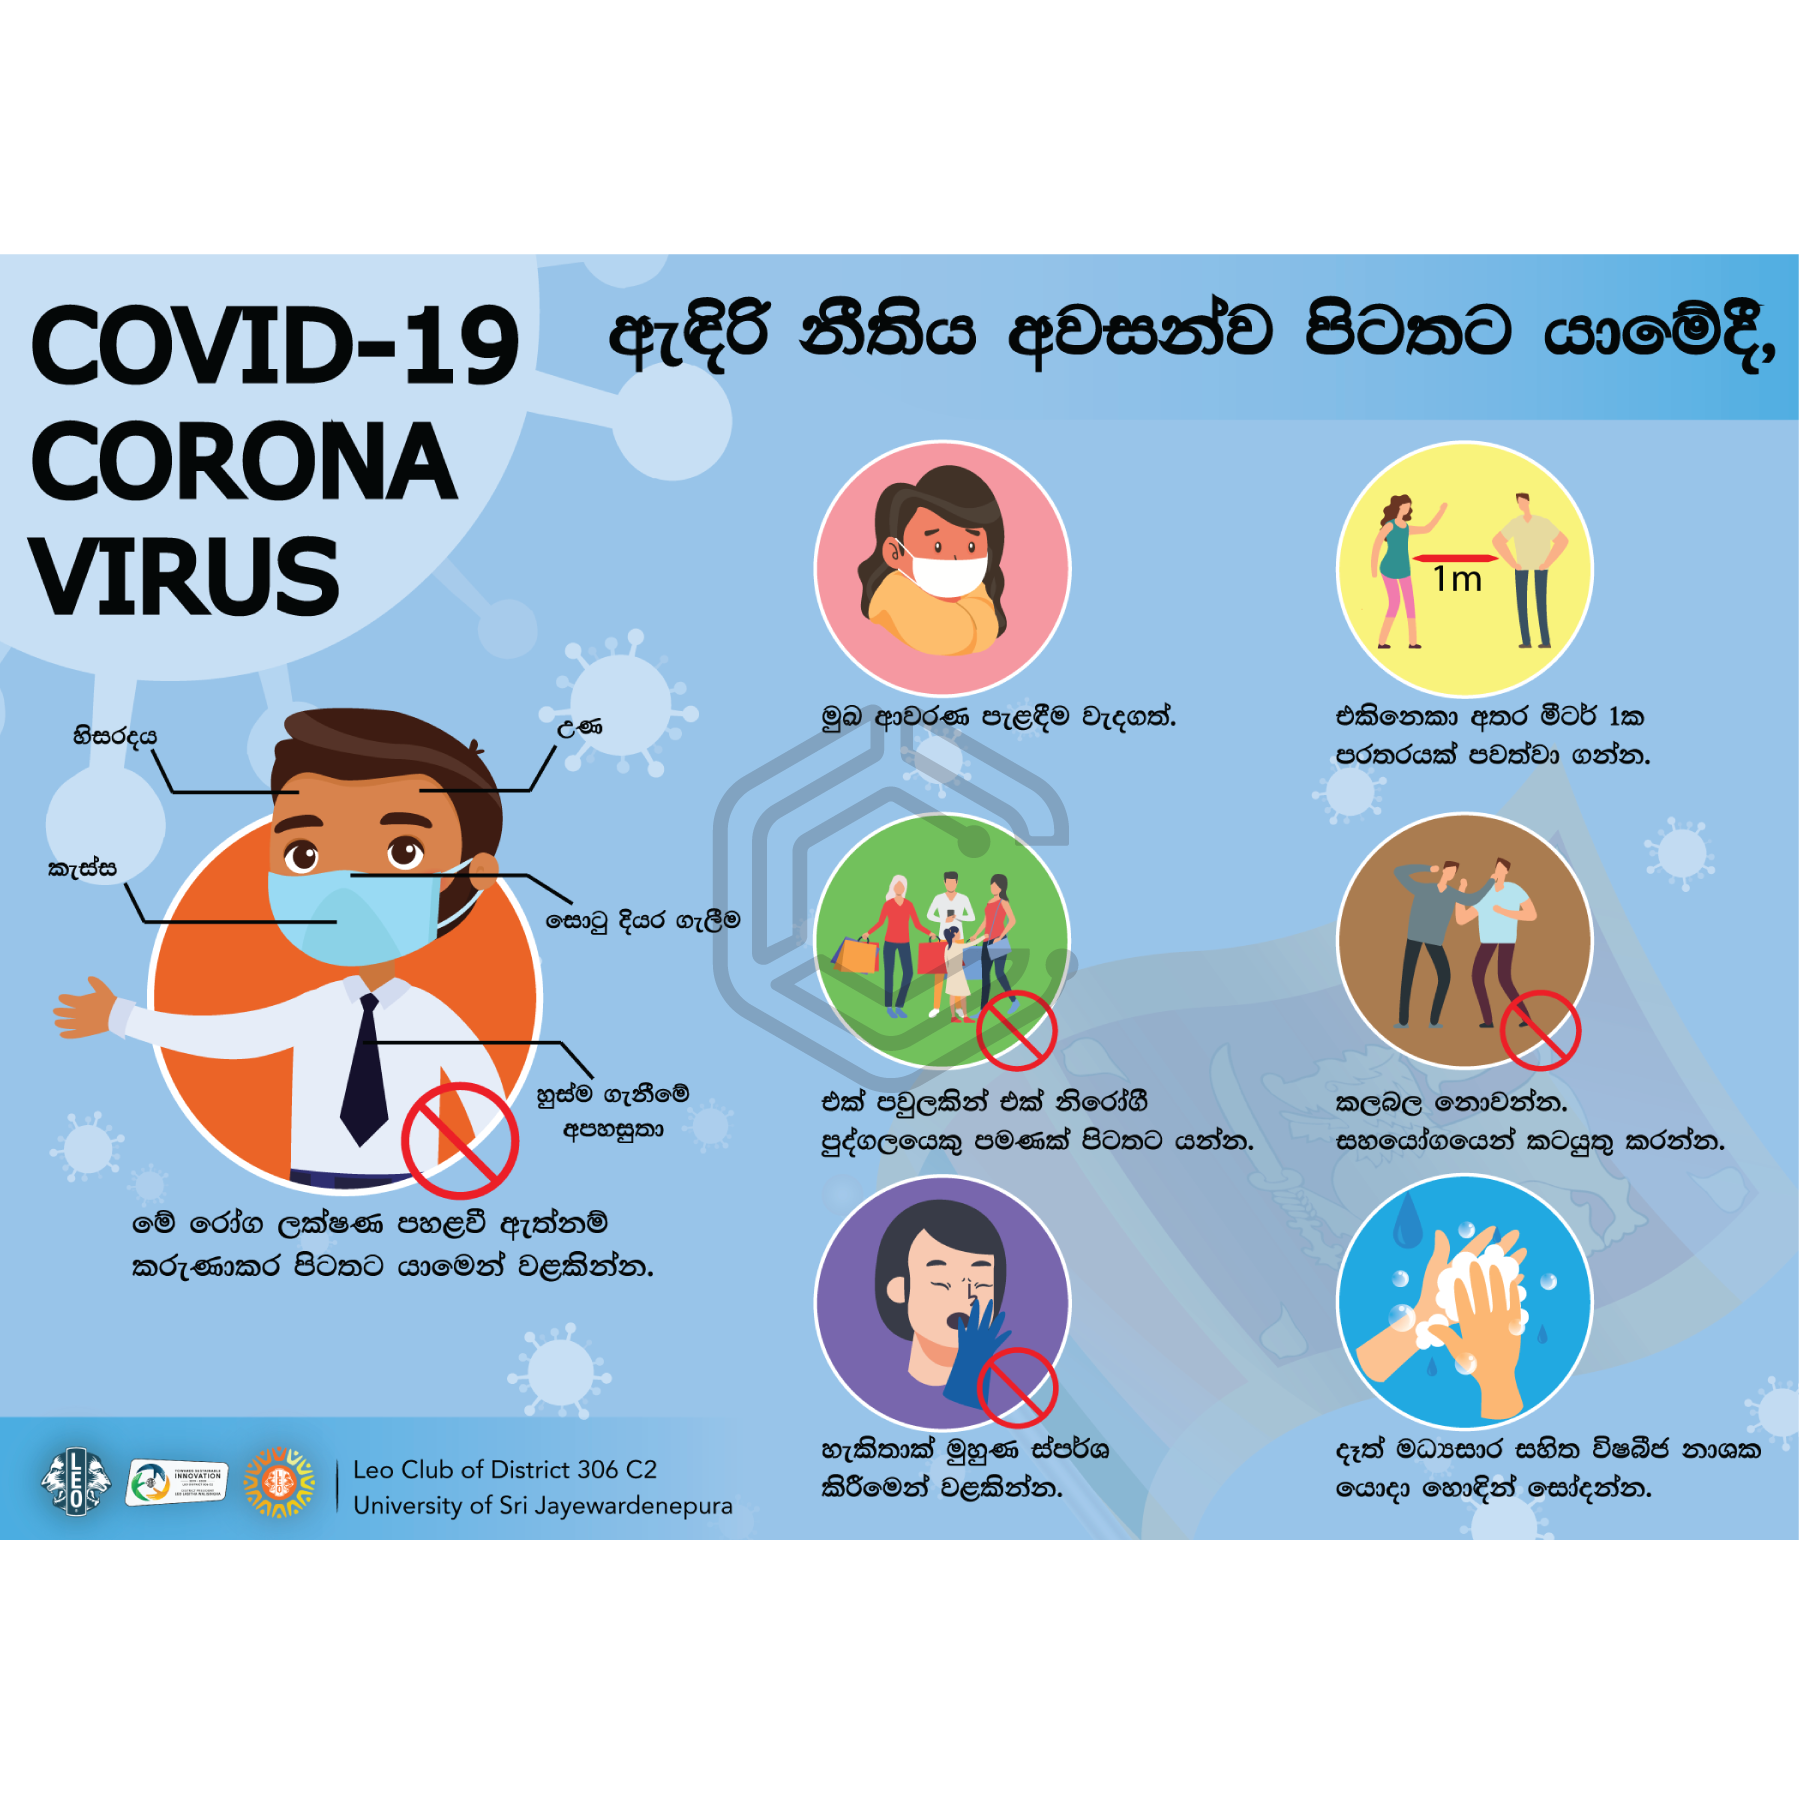 COVID-19
CORONA
VIRUS
ඇඳිරි නීතිය අවසන්ව පිටතට යාමේදී,
හිසරදය
උණ
කැස්ස
සොටු දියර ගැලීම
හුස්ම ගැනීමේ
අපහසුතා
මේ රෝග ලක්ෂණ පහළවී ඇත්නම්
කරුණාකර පිටතට යාමෙන් වළකින්න.
මුඛ ආවරණ පැළඳීම වැදගත්.
1m
එකිනෙකා අතර මීටර් 1ක
පරතරයක් පවත්වා ගන්න.
එක් පවුලකින් එක් නිරෝගී
පුද්ගලයෙකු පමණක් පිටතට යන්න.
කලබල නොවන්න.
සහයෝගයෙන් කටයුතු කරන්න.
හැකිතාක් මුහුණ ස්පර්ශ
කිරීමෙන් වළකින්න.
දෑත් මධ්‍යසාර සහිත විෂබීජ නාශක
යොදා හොඳින් සෝදන්න.
LEO
INNOVATION
Leo Club of District 306 C2
University of Sri Jayewardenepura